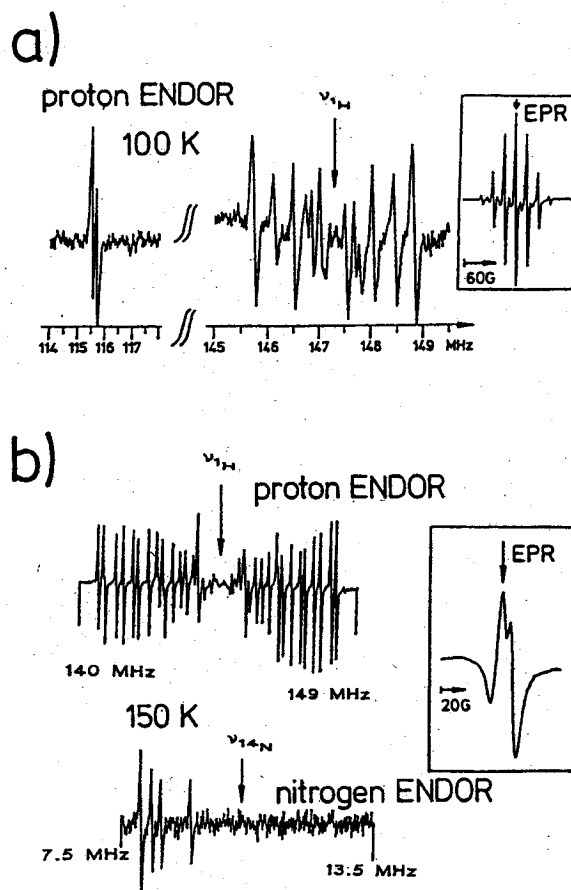 a)
proton ENDOR
100 K
ν1H
EPR
60G
114 115 116 117 145 146 147 148 149 MHz
b)
ν1H
proton ENDOR
140 MHz
149 MHz
EPR
20G
150 K
ν14N
nitrogen ENDOR
7.5 MHz
13.5 MHz